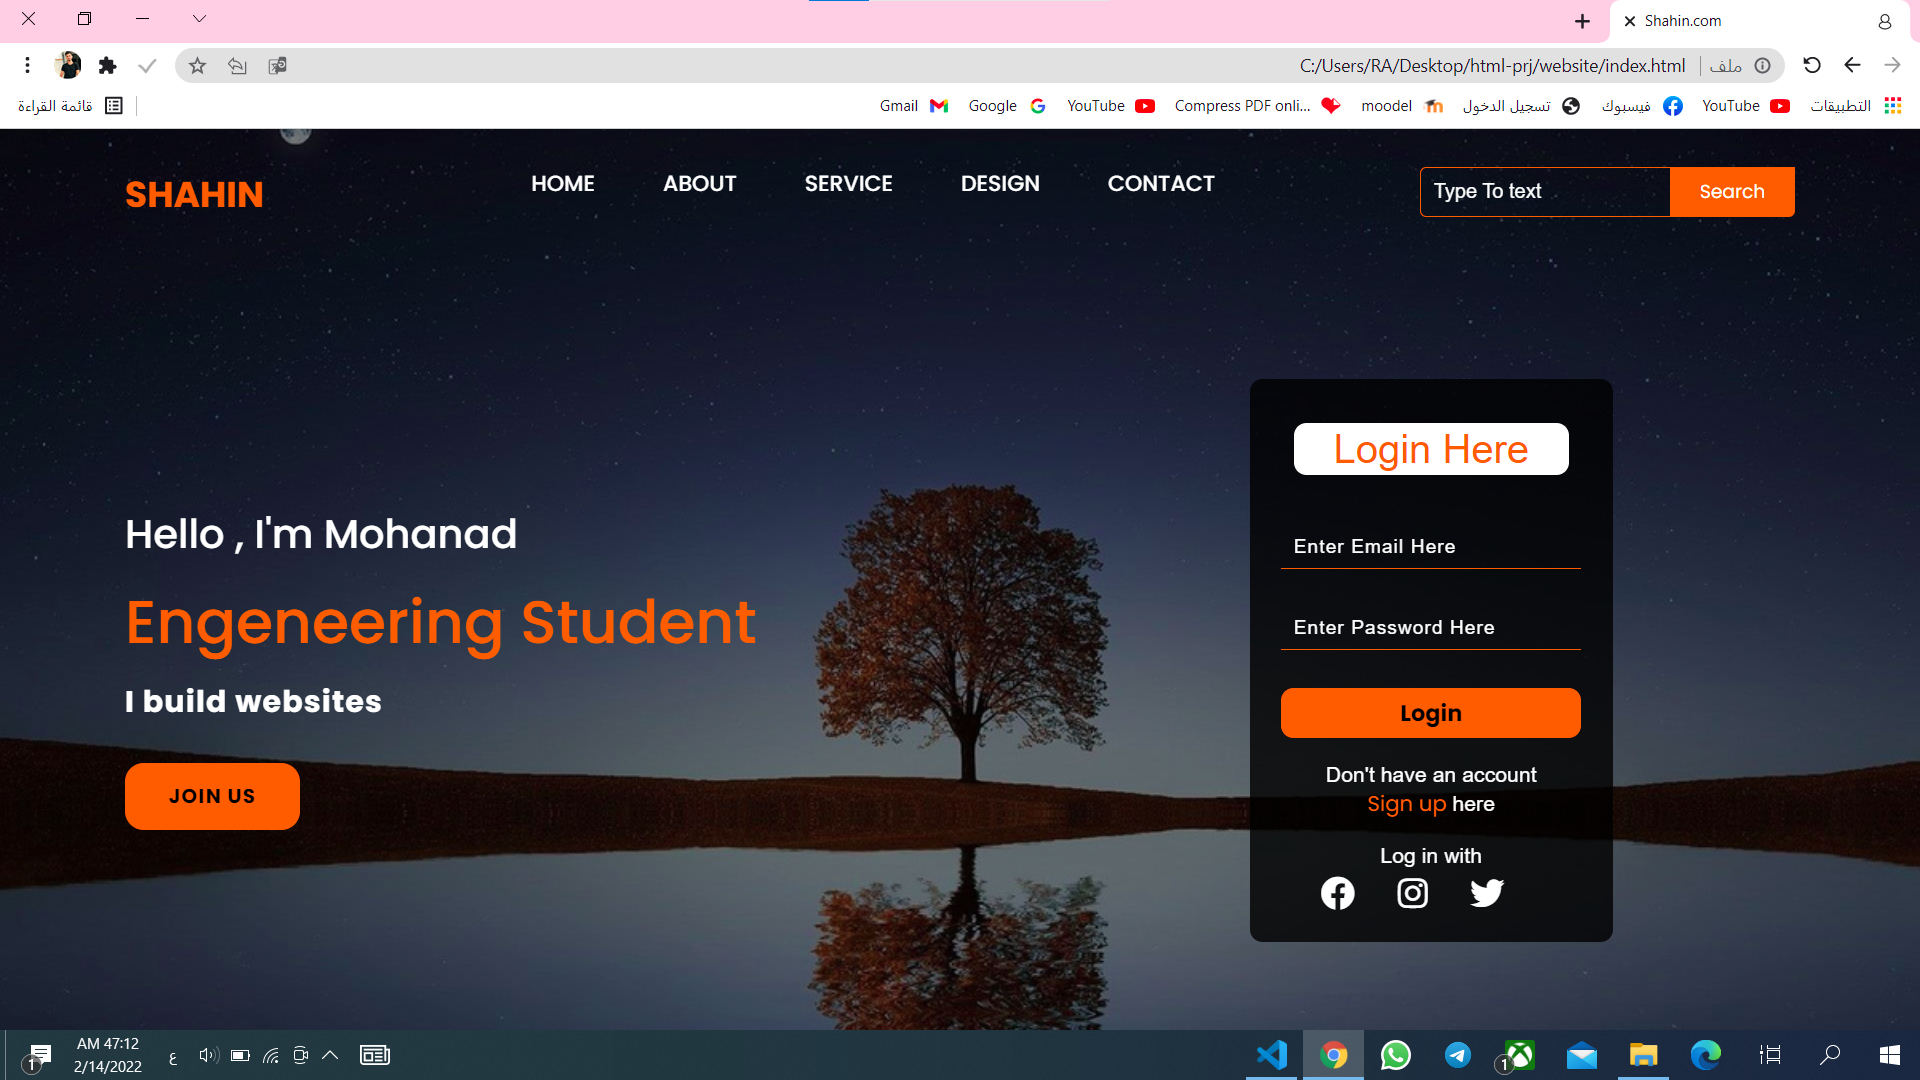 Shahin.com
C:/Users/RA/Desktop/html-prj/website/index.html
ملف
التطبيقات
YouTube
فيسبوك
تسجيل الدخول
moodel
Compress PDF onli...
YouTube
Google
Gmail
قائمة القراءة
SHAHIN
HOME ABOUT SERVICE DESIGN CONTACT
Type To text
Search
Hello , I'm Mohanad
Engeneering Student
I build websites
JOIN US
Login Here
Enter Email Here
Enter Password Here
Login
Don't have an account
Sign up here
Log in with
1
AM 47:12
2/14/2022
ع
1